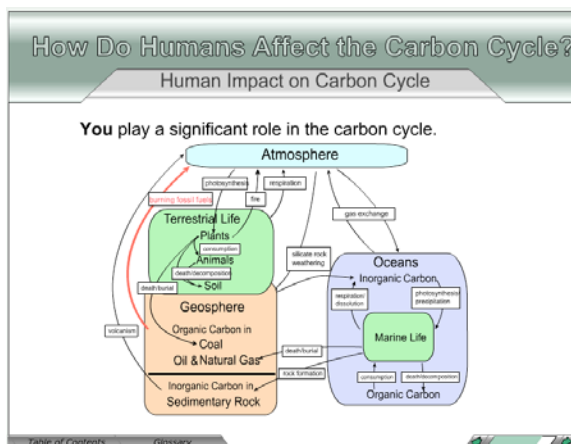 How Do Humans Affect the Carbon Cycle?
Human Impact on Carbon Cycle
You play a significant role in the carbon cycle.
Atmosphere
photosynthesis
respiration
burning fossil fuels
fire
gas exchange
Terrestrial Life
Plants
consumption
Animals
death/decomposition
Soil
silicate rock
weathering
Oceans
Inorganic Carbon
death/burial
respiration/
dissolution
photosynthesis/
precipitation
Geosphere
volcanism
Organic Carbon in
Coal
Oil & Natural Gas
death/burial
Marine Life
rock formation
consumption
death/decomposition
Inorganic Carbon in
Sedimentary Rock
Organic Carbon
Table of Contents
Glossary